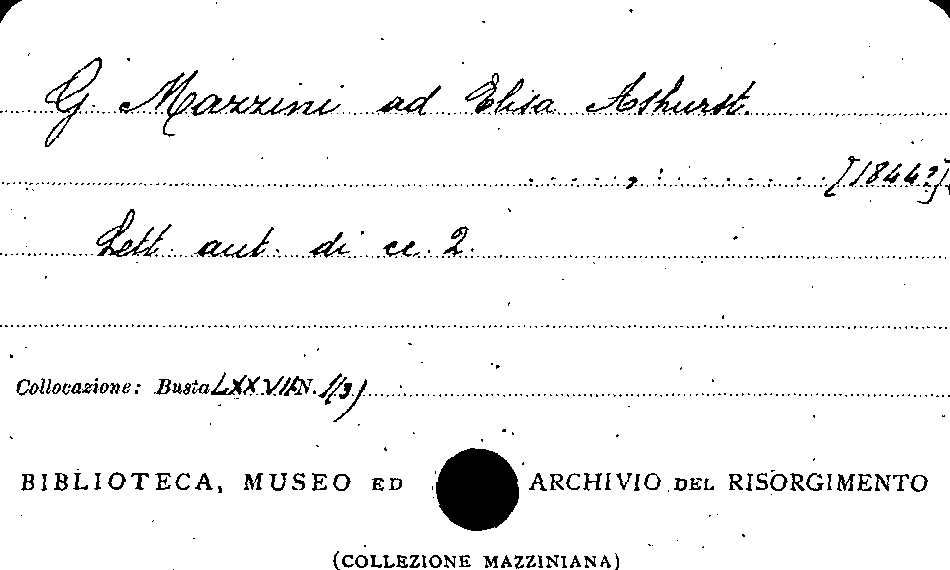 G. Mazzini ad Elisa Ashurst.
....., : ....... [1844?],
Lett. aut. di cc. 2.
Collocazione: Busta LXXVII N. 1(3)
BIBLIOTECA, MUSEO ED ARCHIVIO DEL RISORGIMENTO
(COLLEZIONE MAZZINIANA)